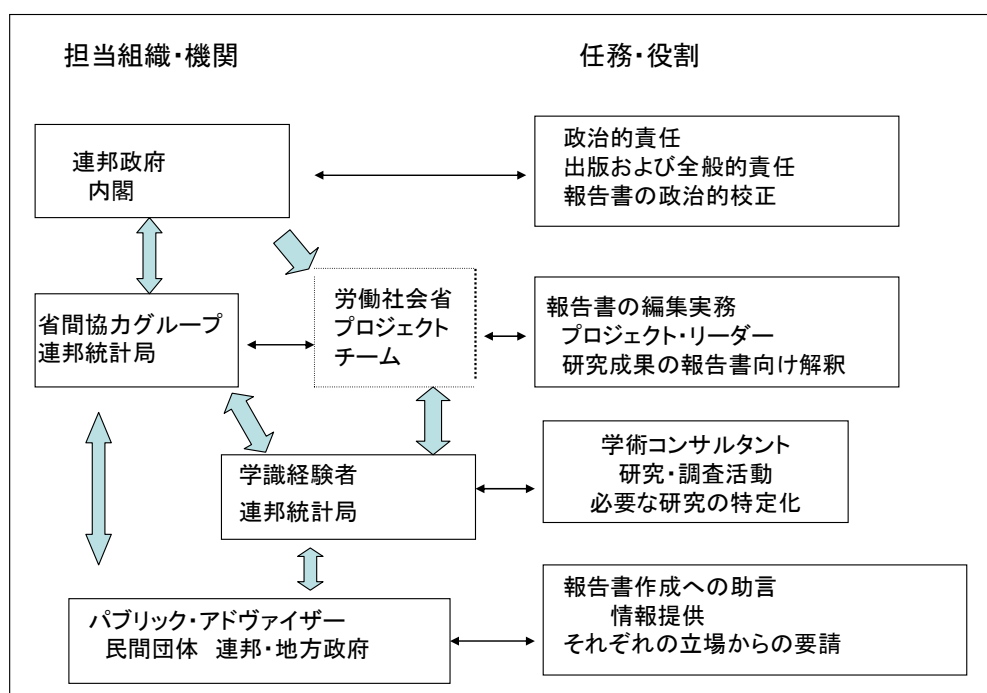 担当組織・機関
任務・役割
連邦政府
内閣
政治的責任
出版および全般的責任
報告書の政治的校正
省間協力グループ
連邦統計局
労働社会省
プロジェクト
チーム
報告書の編集実務
プロジェクト・リーダー
研究成果の報告書向け解釈
学識経験者
連邦統計局
学術コンサルタント
研究・調査活動
必要な研究の特定化
パブリック・アドヴァイザー
民間団体 連邦・地方政府
報告書作成への助言
情報提供
それぞれの立場からの要請